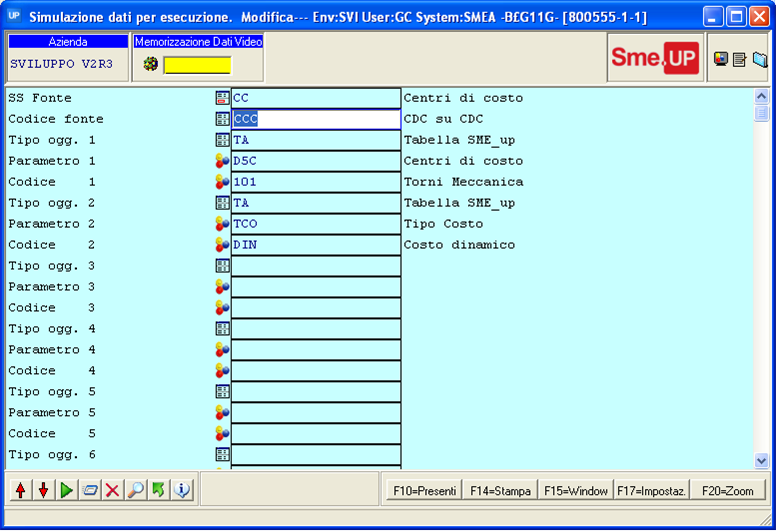 UP Simulazione dati per esecuzione. Modifica--- Env:SVI User:GC System:SMEA -B£G11G- [800555-1-1]
Azienda
SVILUPPO V2R3
Memorizzazione Dati Video
Sme.UP
SS Fonte CC Centri di costo
Codice fonte CCC CDC su CDC
Tipo ogg. 1 TA Tabella SME_up
Parametro 1 D5C Centri di costo
Codice 1 101 Torni Meccanica
Tipo ogg. 2 TA Tabella SME_up
Parametro 2 TCO Tipo Costo
Codice 2 DIN Costo dinamico
Tipo ogg. 3
Parametro 3
Codice 3
Tipo ogg. 4
Parametro 4
Codice 4
Tipo ogg. 5
Parametro 5
Codice 5
Tipo ogg. 6
F10=Presenti F14=Stampa F15=Window F17=Impostaz. F20=Zoom